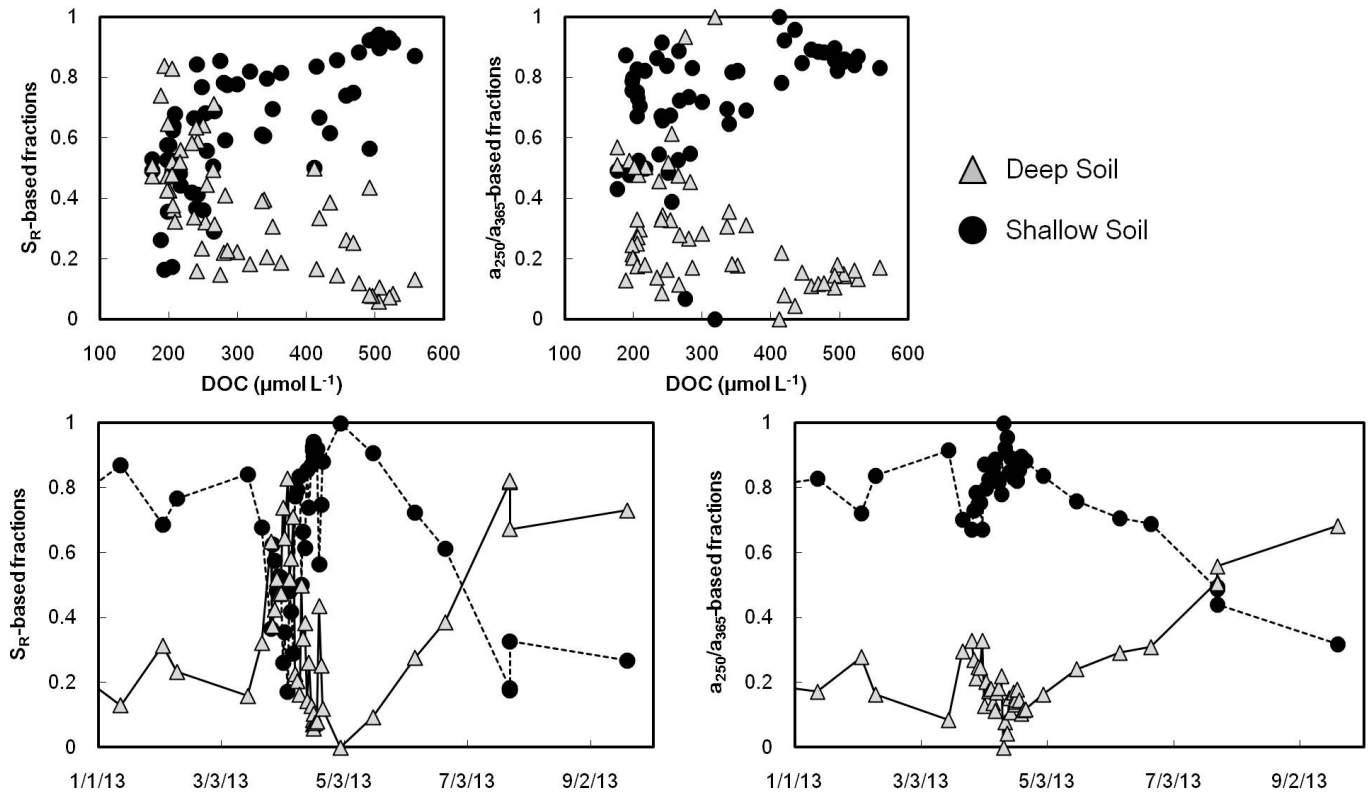 1
0.8
0.6
0.4
0.2
0
S_R-based fractions
100 200 300 400 500 600
DOC (µmol L⁻¹)
1
0.8
0.6
0.4
0.2
0
a₂₅₀/a₃₆₅-based fractions
100 200 300 400 500 600
DOC (µmol L⁻¹)
Deep Soil
Shallow Soil
1
0.8
0.6
0.4
0.2
0
S_R-based fractions
1/1/13 3/3/13 5/3/13 7/3/13 9/2/13
1
0.8
0.6
0.4
0.2
0
a₂₅₀/a₃₆₅-based fractions
1/1/13 3/3/13 5/3/13 7/3/13 9/2/13